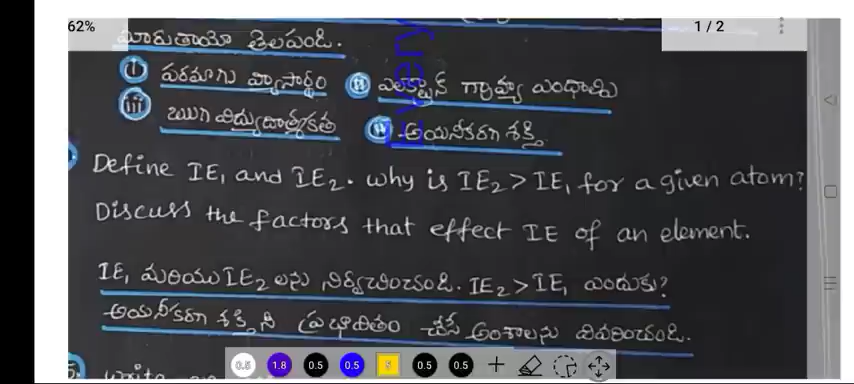 62%
1 / 2
మారుతాయో తెలపండి.
i పరమాణు వ్యాసార్థం ii ఎలక్ట్రాన్ గ్రాహ్య ఎంథాల్పి
iii ఋణ విద్యుదాత్మకత iv అయనీకరణ శక్తి
Define IE₁ and IE₂. why is IE₂ > IE₁ for a given atom?
Discuss the factors that effect IE of an element.
IE₁ మరియు IE₂ లను నిర్వచించండి. IE₂ > IE₁ ఎందుకు?
అయనీకరణ శక్తి ని ప్రభావితం చేసే అంశాలను వివరించండి.
0.5 1.8 0.5 0.5 5 0.5 0.5